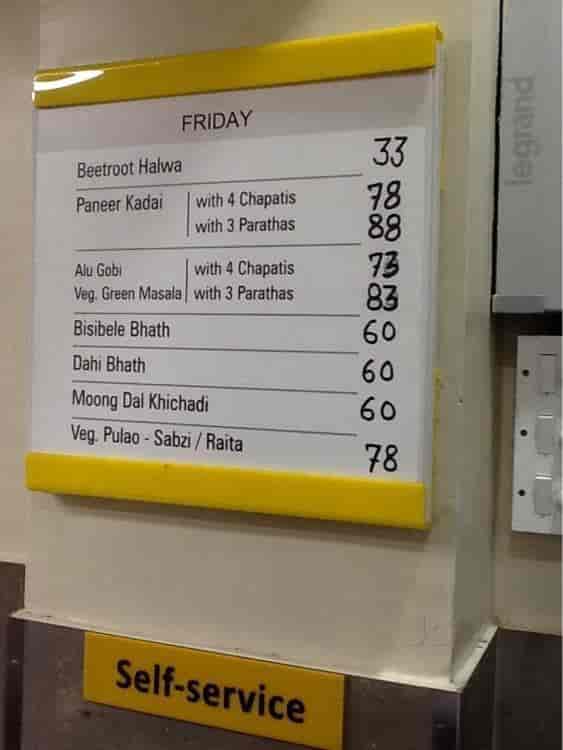 FRIDAY
Beetroot Halwa 33
Paneer Kadai with 4 Chapatis 78
with 3 Parathas 88
Alu Gobi with 4 Chapatis 73
Veg. Green Masala with 3 Parathas 83
Bisibele Bhath 60
Dahi Bhath 60
Moong Dal Khichadi 60
Veg. Pulao - Sabzi / Raita 78
Self-service
legrand